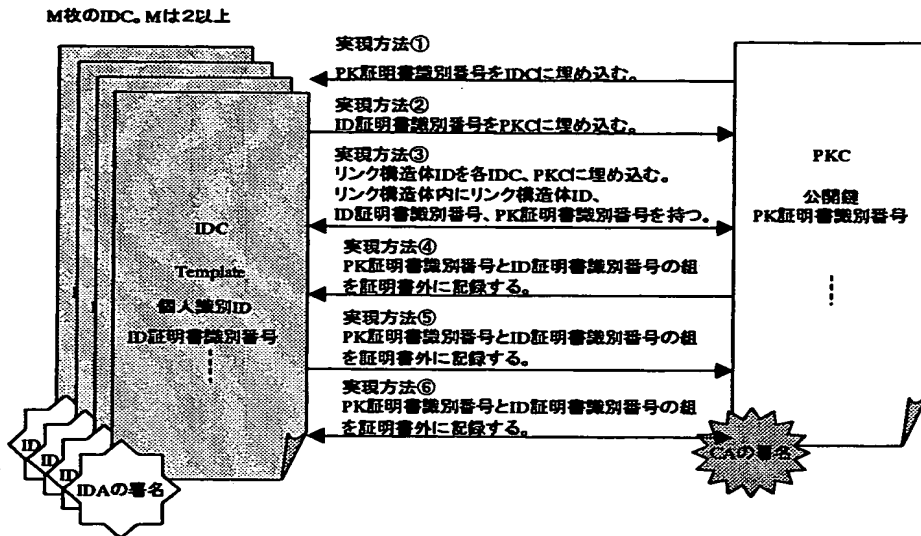 M枚のIDC。Mは2以上
実現方法①
PK証明書識別番号をIDCに埋め込む。
実現方法②
ID証明書識別番号をPKCに埋め込む。
実現方法③
リンク構造体IDを各IDC、PKCに埋め込む。
リンク構造体内にリンク構造体ID、
ID証明書識別番号、PK証明書識別番号を持つ。
実現方法④
PK証明書識別番号とID証明書識別番号の組
を証明書外に記録する。
実現方法⑤
PK証明書識別番号とID証明書識別番号の組
を証明書外に記録する。
実現方法⑥
PK証明書識別番号とID証明書識別番号の組
を証明書外に記録する。
IDC
Template
個人識別ID
ID証明書識別番号
ID
ID
ID
IDAの署名
PKC
公開鍵
PK証明書識別番号
CAの署名